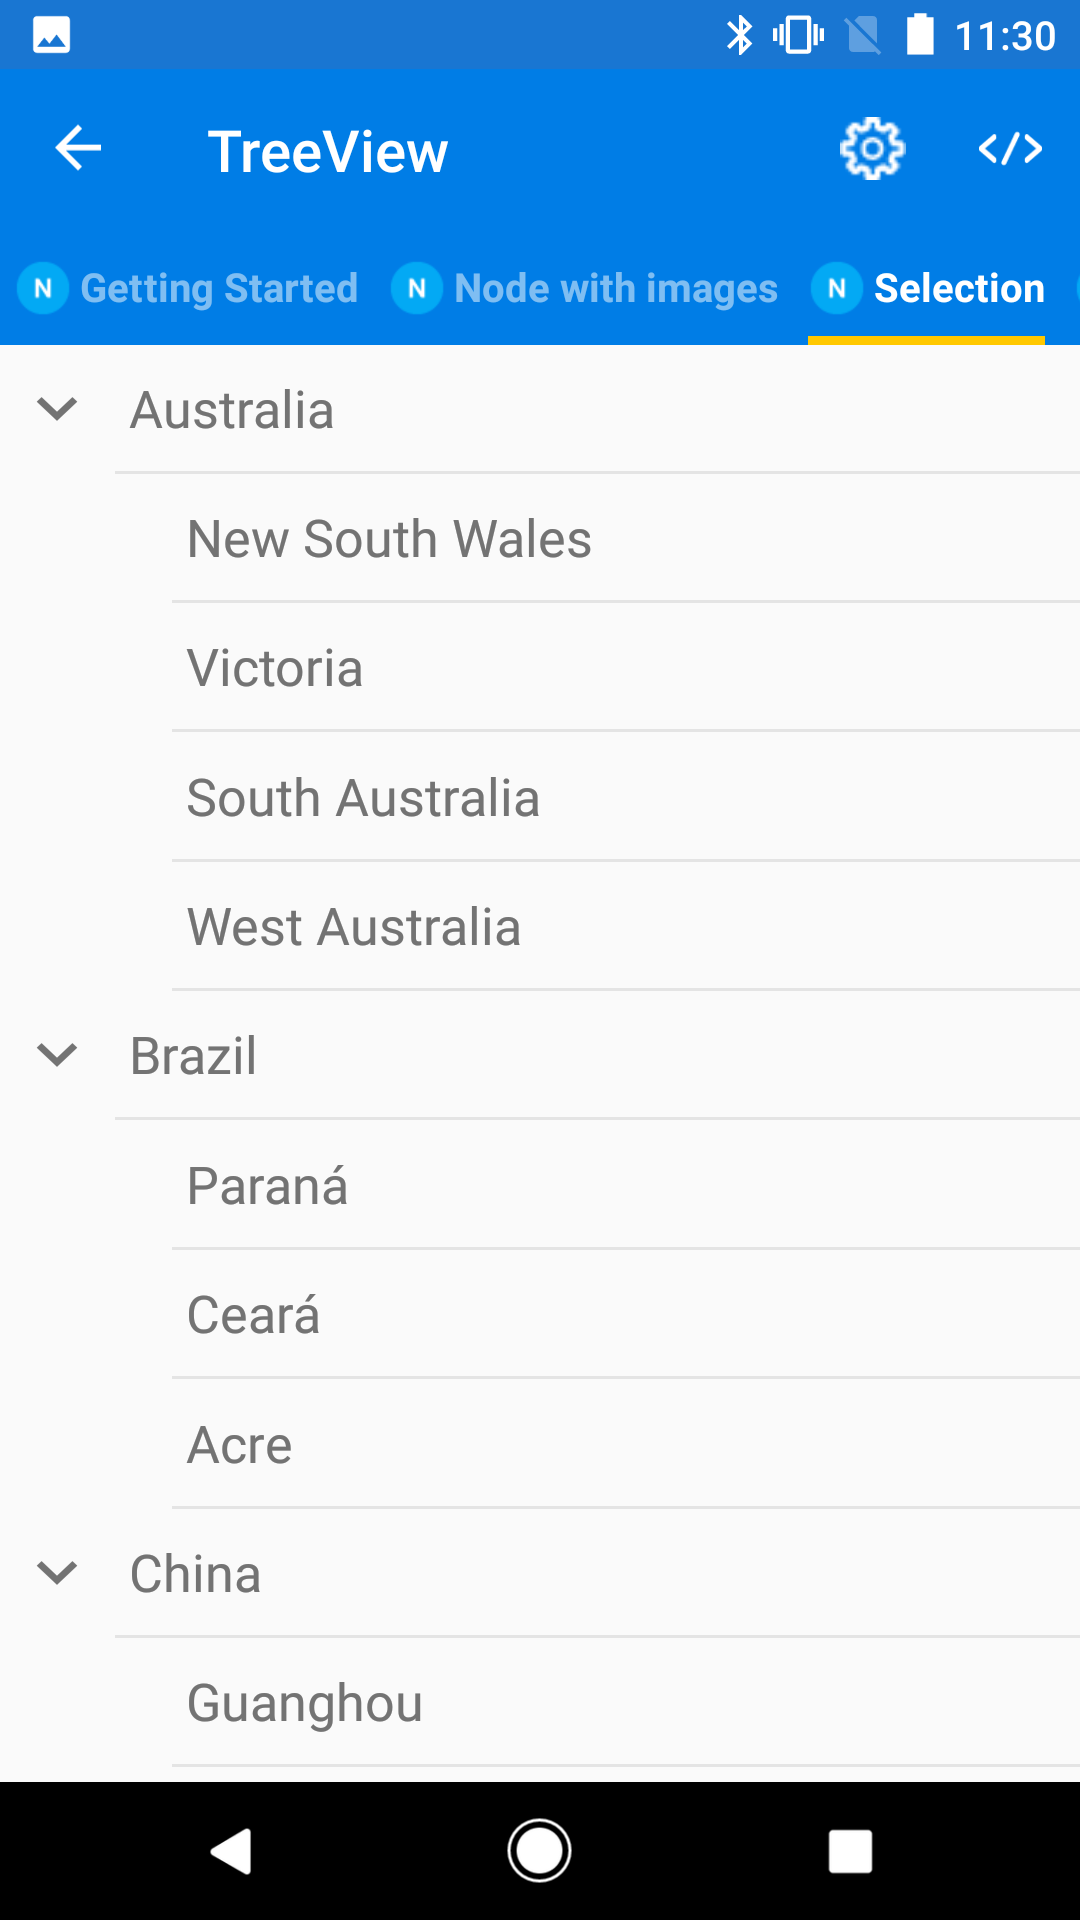 11:30
TreeView </>
N Getting Started N Node with images N Selection
Australia
New South Wales
Victoria
South Australia
West Australia
Brazil
Paraná
Ceará
Acre
China
Guanghou